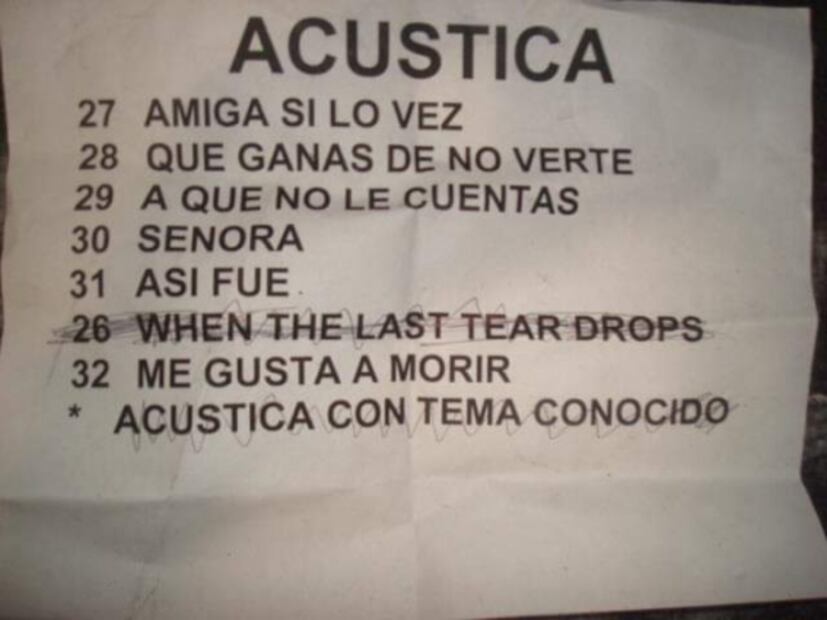 ACUSTICA
27 AMIGA SI LO VEZ
28 QUE GANAS DE NO VERTE
29 A QUE NO LE CUENTAS
30 SENORA
31 ASI FUE
26 WHEN THE LAST TEAR DROPS
32 ME GUSTA A MORIR
* ACUSTICA CON TEMA CONOCIDO